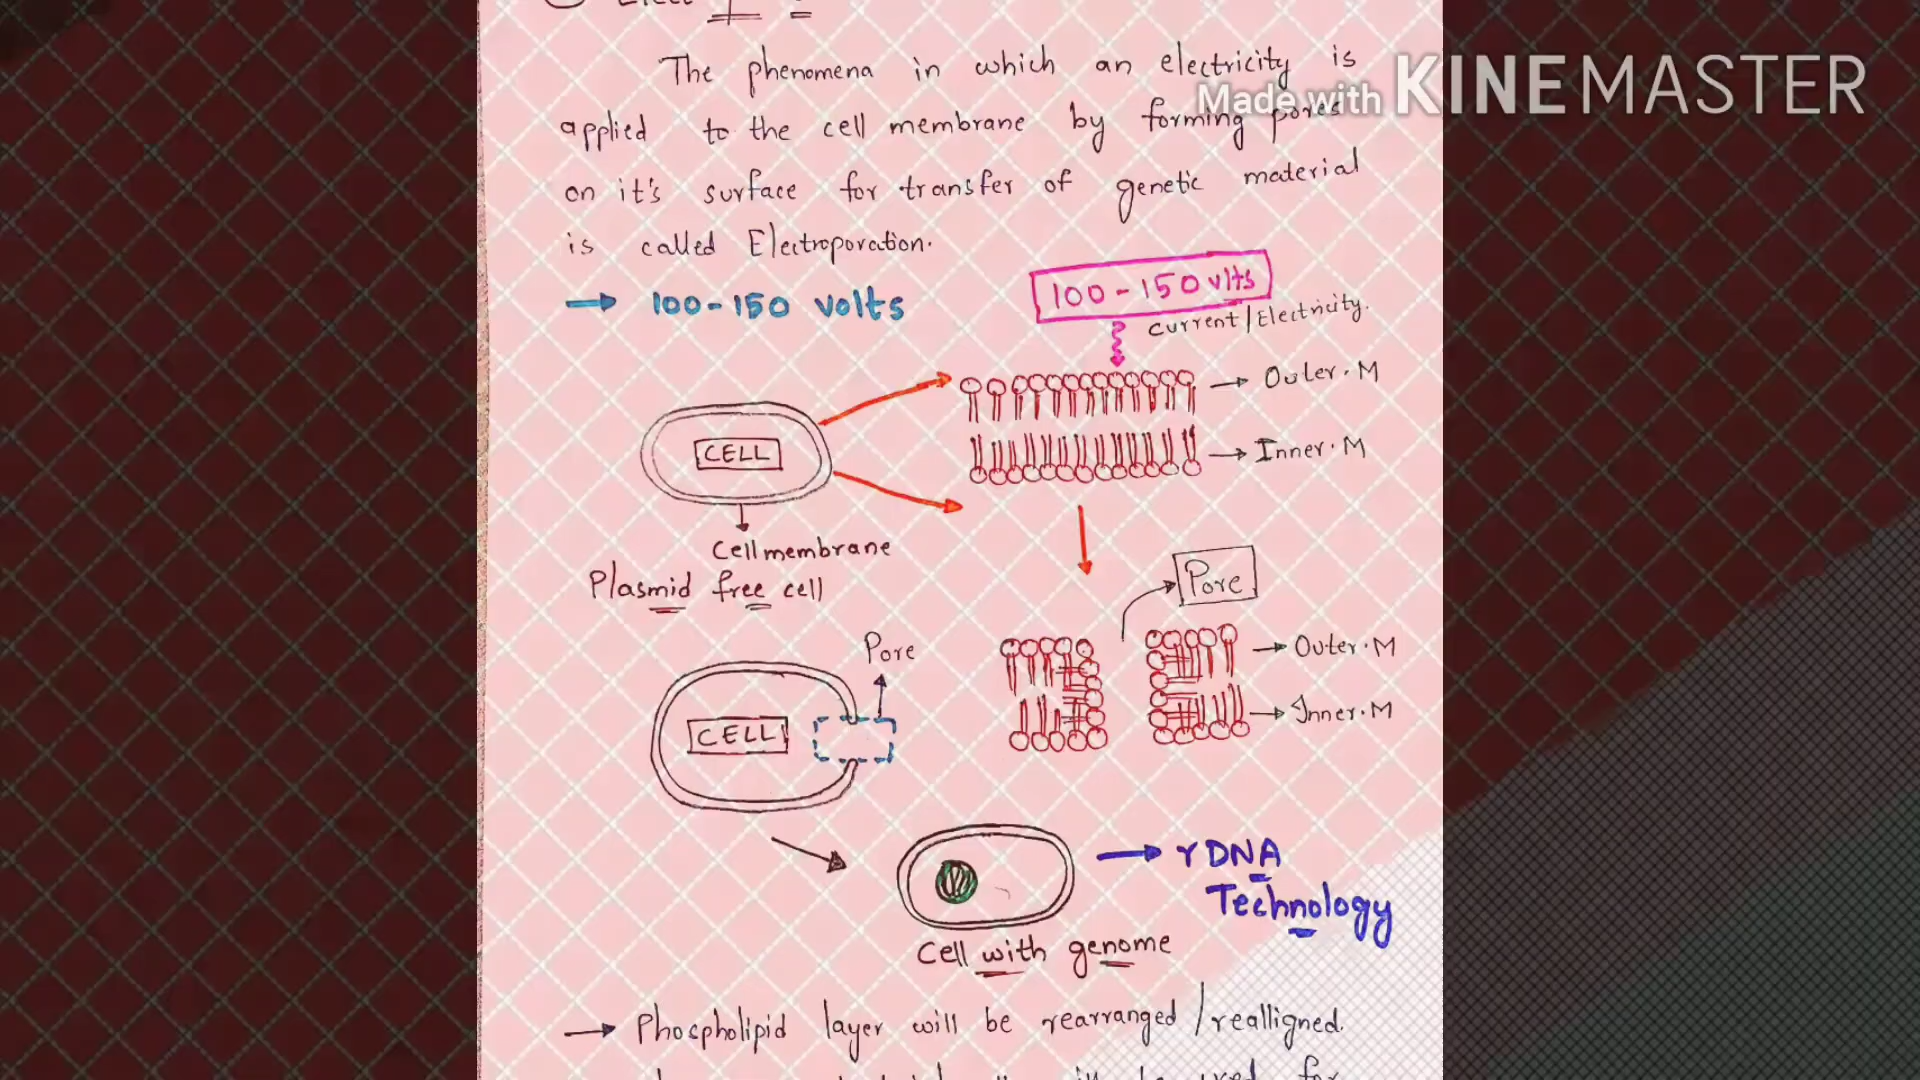 The phenomena in which an electricity is
Made with KINEMASTER
applied to the cell membrane by forming pores
on it's surface for transfer of genetic material
is called Electroporation.
→ 100-150 volts
100-150 vlts
current/Electricity.
→ Outer.M
CELL
→ Inner.M
Cell membrane
Plasmid free cell
Pore
Pore
→ Outer.M
CELL
→ Inner.M
→ rDNA
Technology
Cell with genome
→ Phospholipid layer will be rearranged/realligned.